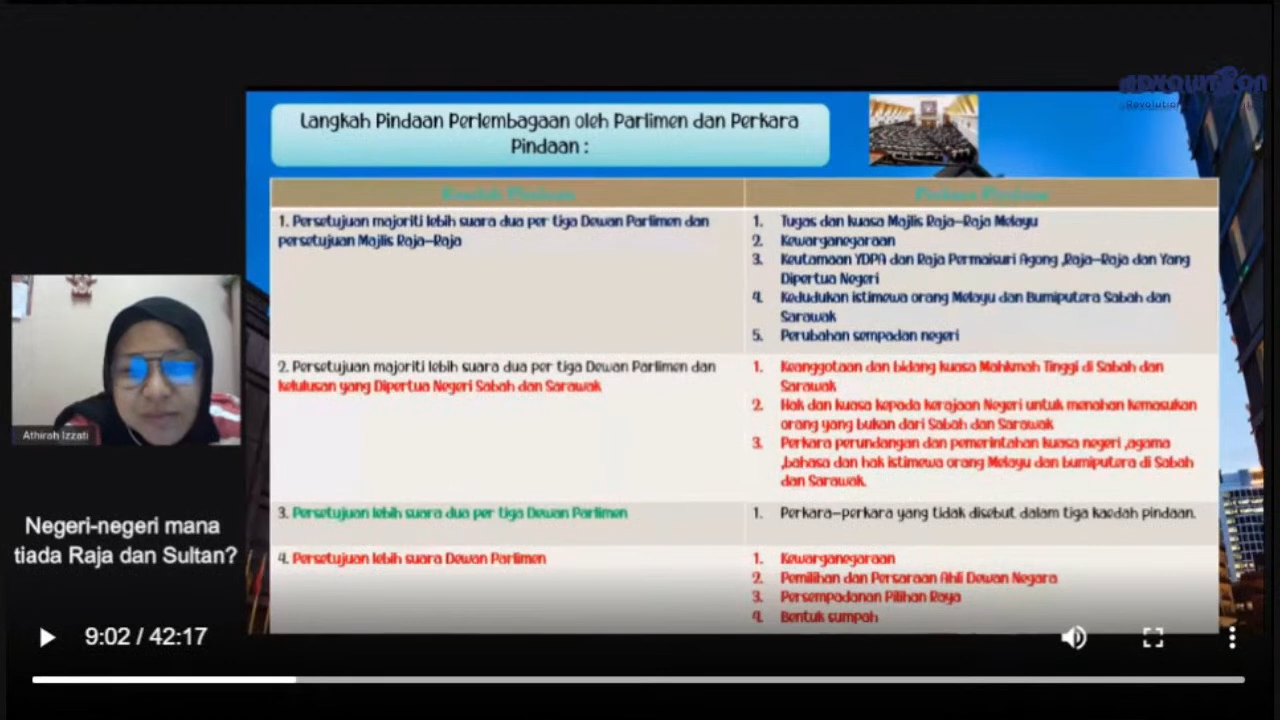 Langkah Pindaan Perlembagaan oleh Parlimen dan Perkara
Pindaan :
Kaedah Pindaan
Perkara Pindaan
1. Persetujuan majoriti lebih suara dua per tiga Dewan Parlimen dan
persetujuan Majlis Raja-Raja
1. Tugas dan kuasa Majlis Raja-Raja Melayu
2. Kewarganegaraan
3. Keutamaan YDPA dan Raja Permaisuri Agong ,Raja-Raja dan Yang
Dipertua Negeri
4. Kedudukan istimewa orang Melayu dan Bumiputera Sabah dan
Sarawak
5. Perubahan sempadan negeri
2. Persetujuan majoriti lebih suara dua per tiga Dewan Parlimen dan
kelulusan yang Dipertua Negeri Sabah dan Sarawak
1. Keanggotaan dan bidang kuasa Mahkmah Tinggi di Sabah dan
Sarawak
2. Hak dan kuasa kepada kerajaan Negeri untuk menahan kemasukan
orang yang bukan dari Sabah dan Sarawak
3. Perkara perundangan dan pemerintahan kuasa negeri ,agama
,bahasa dan hak istimewa orang Melayu dan bumiputera di Sabah
dan Sarawak.
3. Persetujuan lebih suara dua per tiga Dewan Parlimen
1. Perkara-perkara yang tidak disebut dalam tiga kaedah pindaan.
4. Persetujuan lebih suara Dewan Parlimen
1. Kewarganegaraan
2. Pemilihan dan Persaraan Ahli Dewan Negara
3. Persempadanan Pilihan Raya
4. Bentuk sumpah
Athirah Izzati
Negeri-negeri mana
tiada Raja dan Sultan?
9:02 / 42:17